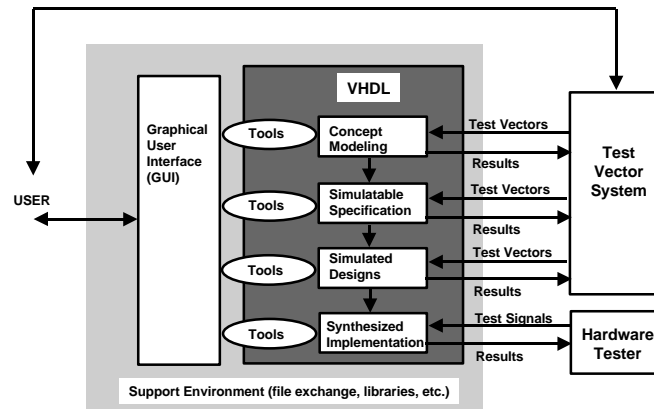 VHDL
Graphical
User
Interface
(GUI)
Tools
Concept
Modeling
Test Vectors
Results
Test
Vector
System
USER
Tools
Simulatable
Specification
Test Vectors
Results
Tools
Simulated
Designs
Test Vectors
Results
Tools
Synthesized
Implementation
Test Signals
Results
Hardware
Tester
Support Environment (file exchange, libraries, etc.)